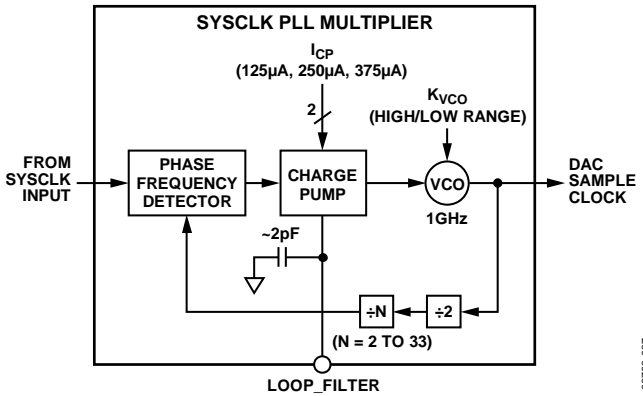 SYSCLK PLL MULTIPLIER
ICP
(125µA, 250µA, 375µA)
2
KVCO
(HIGH/LOW RANGE)
FROM
SYSCLK
INPUT
PHASE
FREQUENCY
DETECTOR
CHARGE
PUMP
VCO
1GHz
DAC
SAMPLE
CLOCK
~2pF
÷N
÷2
(N = 2 TO 33)
LOOP_FILTER